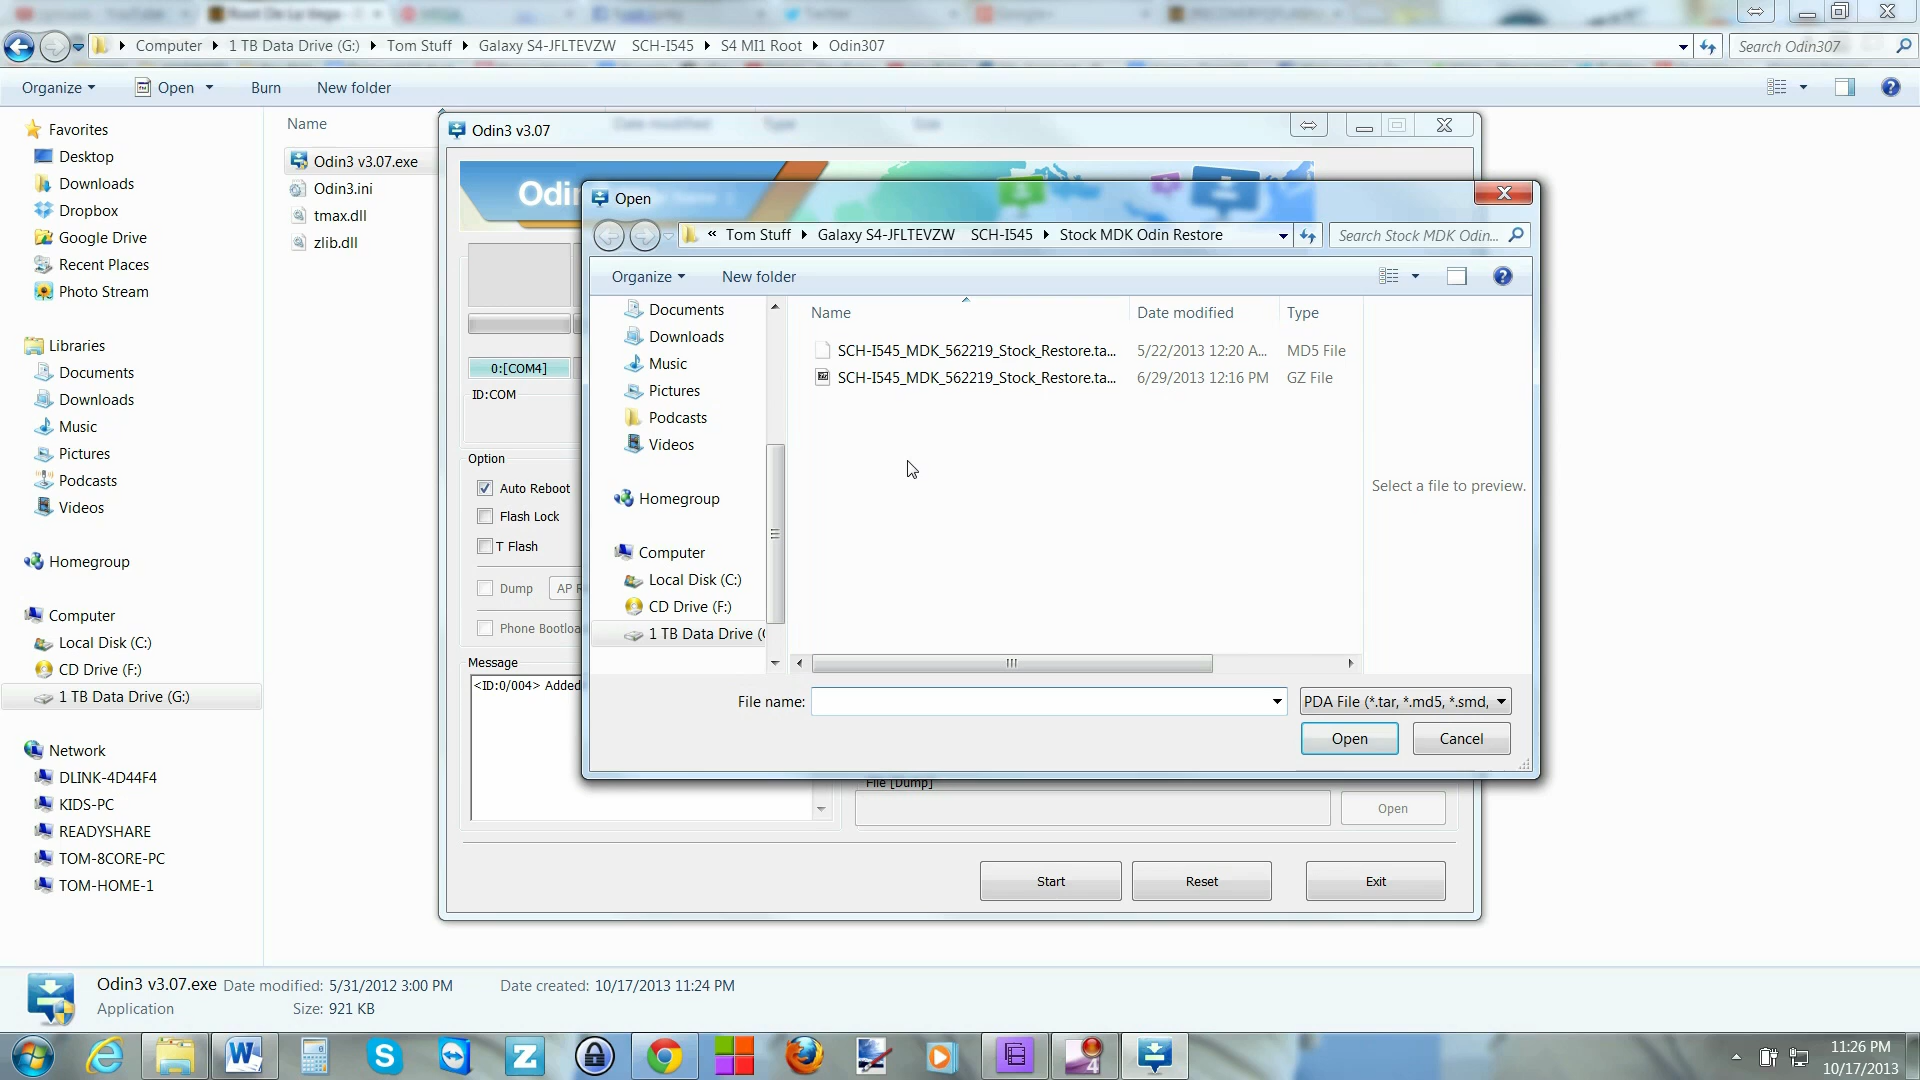 Root De La Vega
Computer
1 TB Data Drive (G:)
Tom Stuff
Galaxy S4-JFLTEVZW SCH-I545
S4 MI1 Root
Odin307
Search Odin307
Organize
Open
Burn
New folder
Favorites
Desktop
Downloads
Dropbox
Google Drive
Recent Places
Photo Stream
Libraries
Documents
Downloads
Music
Pictures
Podcasts
Videos
Homegroup
Computer
Local Disk (C:)
CD Drive (F:)
1 TB Data Drive (G:)
Network
DLINK-4D44F4
KIDS-PC
READYSHARE
TOM-8CORE-PC
TOM-HOME-1
Name
Date modified
Type
Size
Odin3 v3.07.exe
Odin3.ini
tmax.dll
zlib.dll
Odin3 v3.07
0:[COM4]
ID:COM
Option
Auto Reboot
Flash Lock
T Flash
Dump
Message
<ID:0/004> Added
File [Dump]
Open
Start
Reset
Exit
Open
« Tom Stuff
Galaxy S4-JFLTEVZW SCH-I545
Stock MDK Odin Restore
Search Stock MDK Odin...
Organize
New folder
Documents
Downloads
Music
Pictures
Podcasts
Videos
Homegroup
Computer
Local Disk (C:)
CD Drive (F:)
1 TB Data Drive (
Name Date modified Type
SCH-I545_MDK_562219_Stock_Restore.ta... 5/22/2013 12:20 A... MD5 File
SCH-I545_MDK_562219_Stock_Restore.ta... 6/29/2013 12:16 PM GZ File
Select a file to preview.
File name:
PDA File (*.tar, *.md5, *.smd,
Open
Cancel
Odin3 v3.07.exe Date modified: 5/31/2012 3:00 PM Date created: 10/17/2013 11:24 PM
Application Size: 921 KB
11:26 PM
10/17/2013